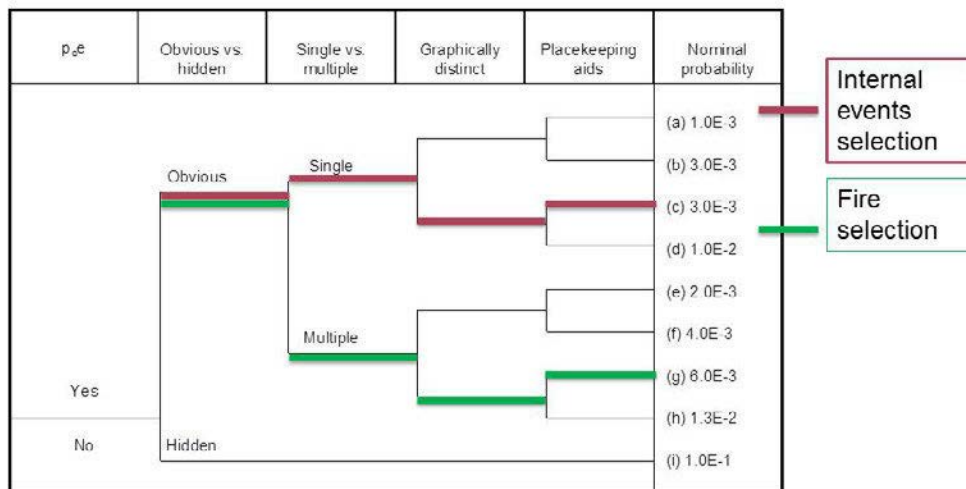 pce
Obvious vs.
hidden
Single vs.
multiple
Graphically
distinct
Placekeeping
aids
Nominal
probability
Internal
events
selection
Fire
selection
Obvious
Single
Multiple
Yes
No
Hidden
(a) 1.0E-3
(b) 3.0E-3
(c) 3.0E-3
(d) 1.0E-2
(e) 2.0E-3
(f) 4.0E-3
(g) 6.0E-3
(h) 1.3E-2
(i) 1.0E-1